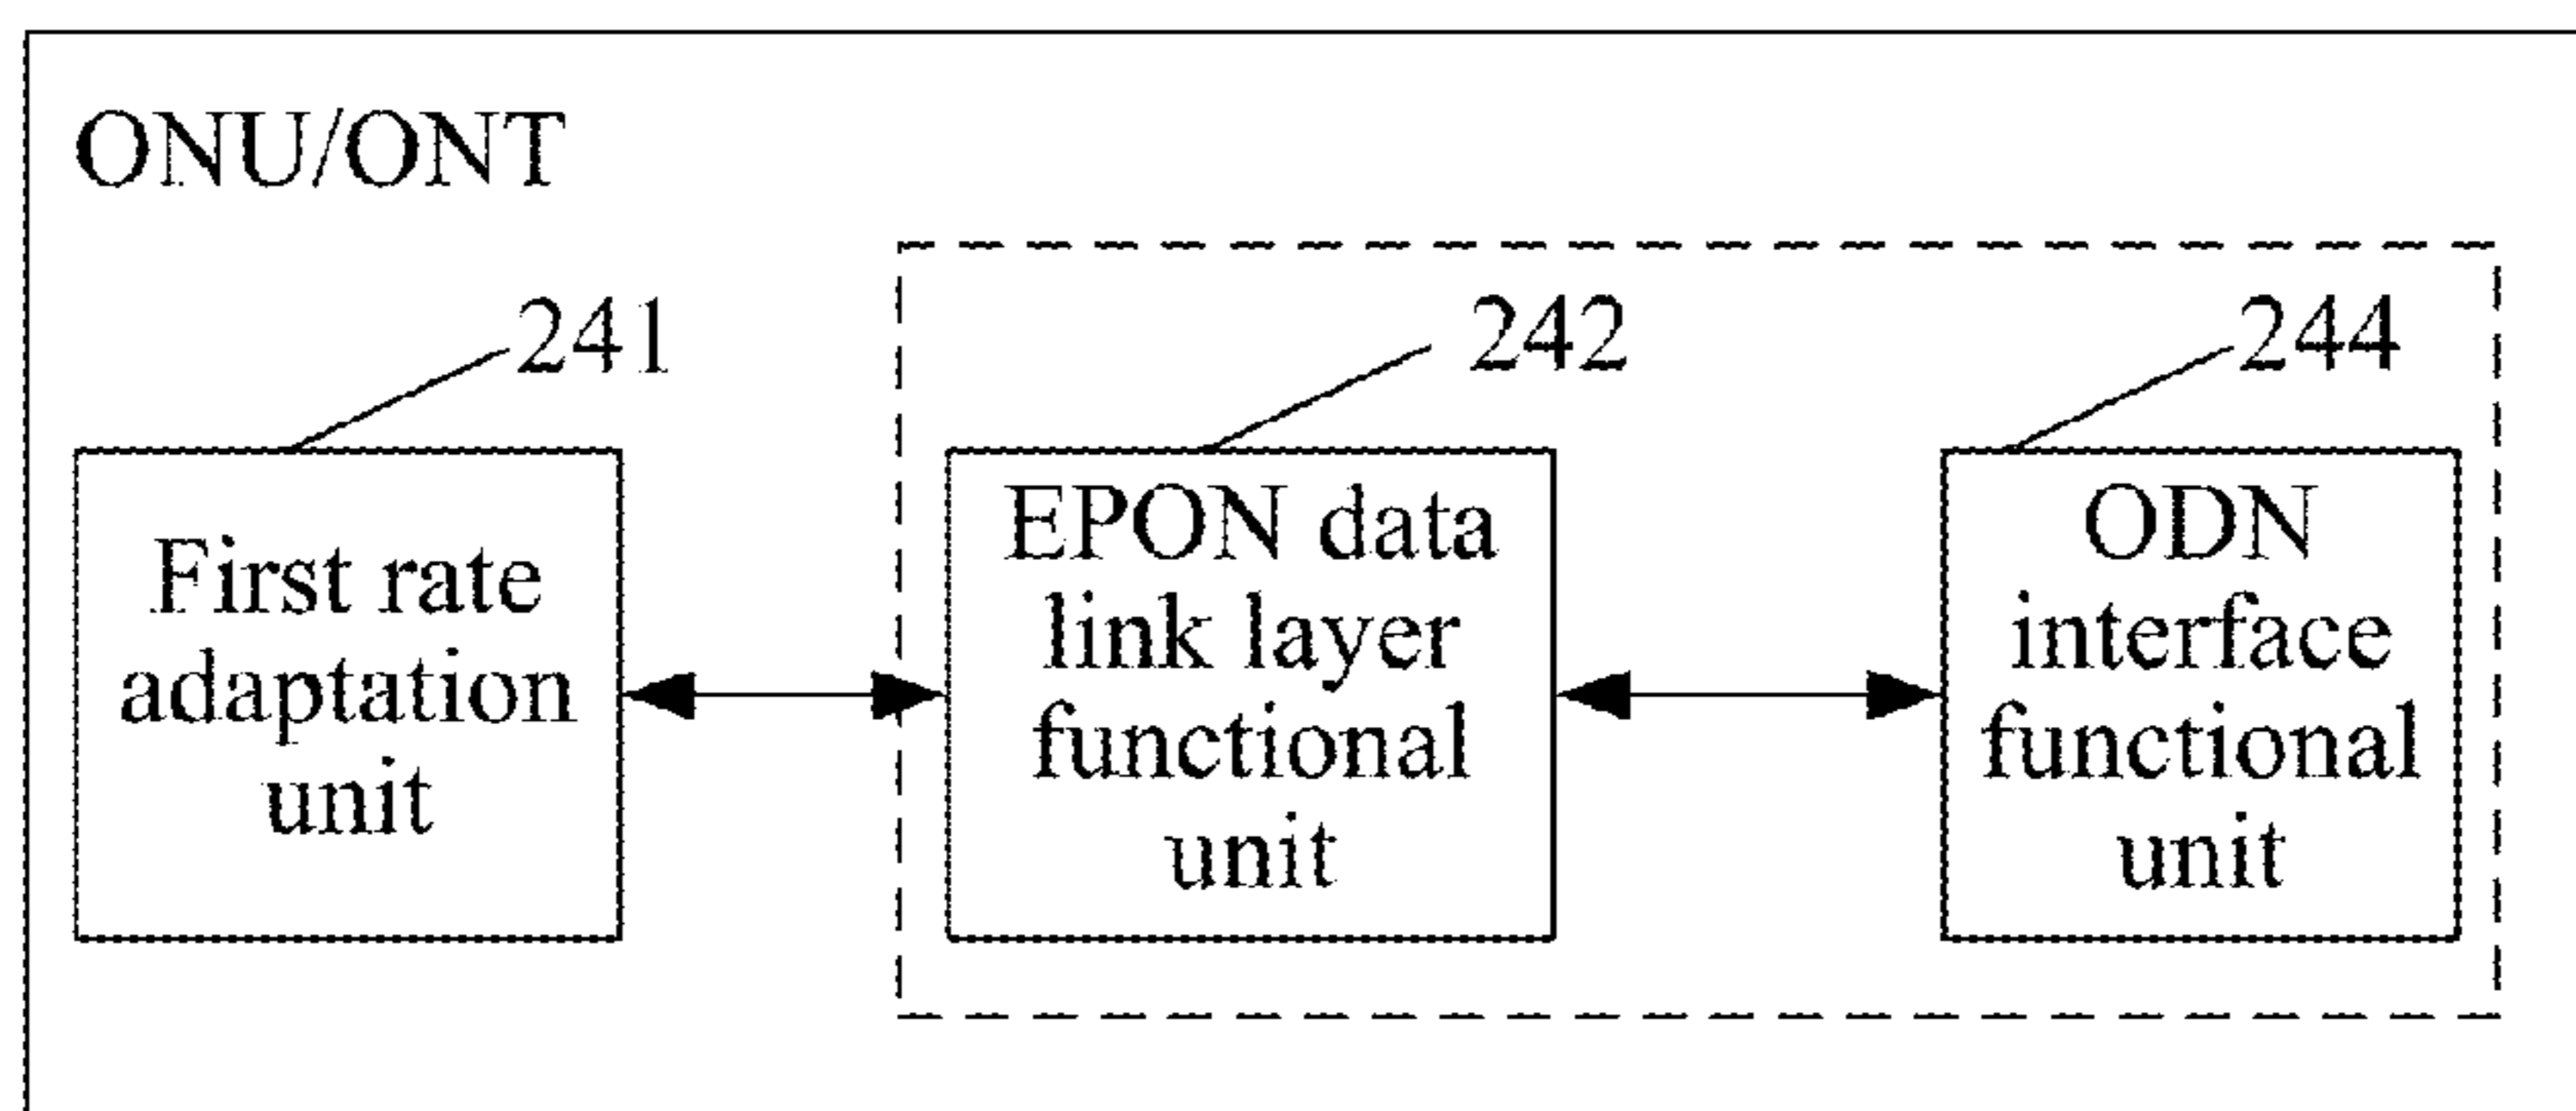 ONU/ONT
241
242
244
First rate
adaptation
unit
EPON data
link layer
functional
unit
ODN
interface
functional
unit